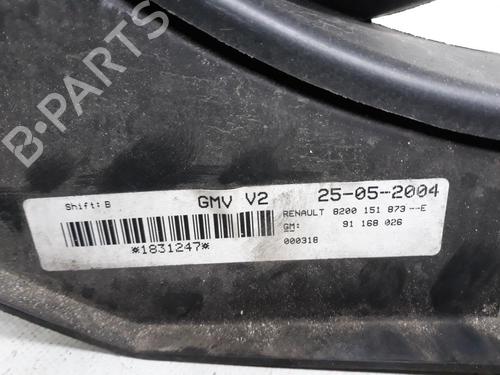 B-PARTS
Shift: B
GMV V2
25-05-2004
*1831247*
RENAULT 8200 151 873--E
GM: 91 168 026
000318